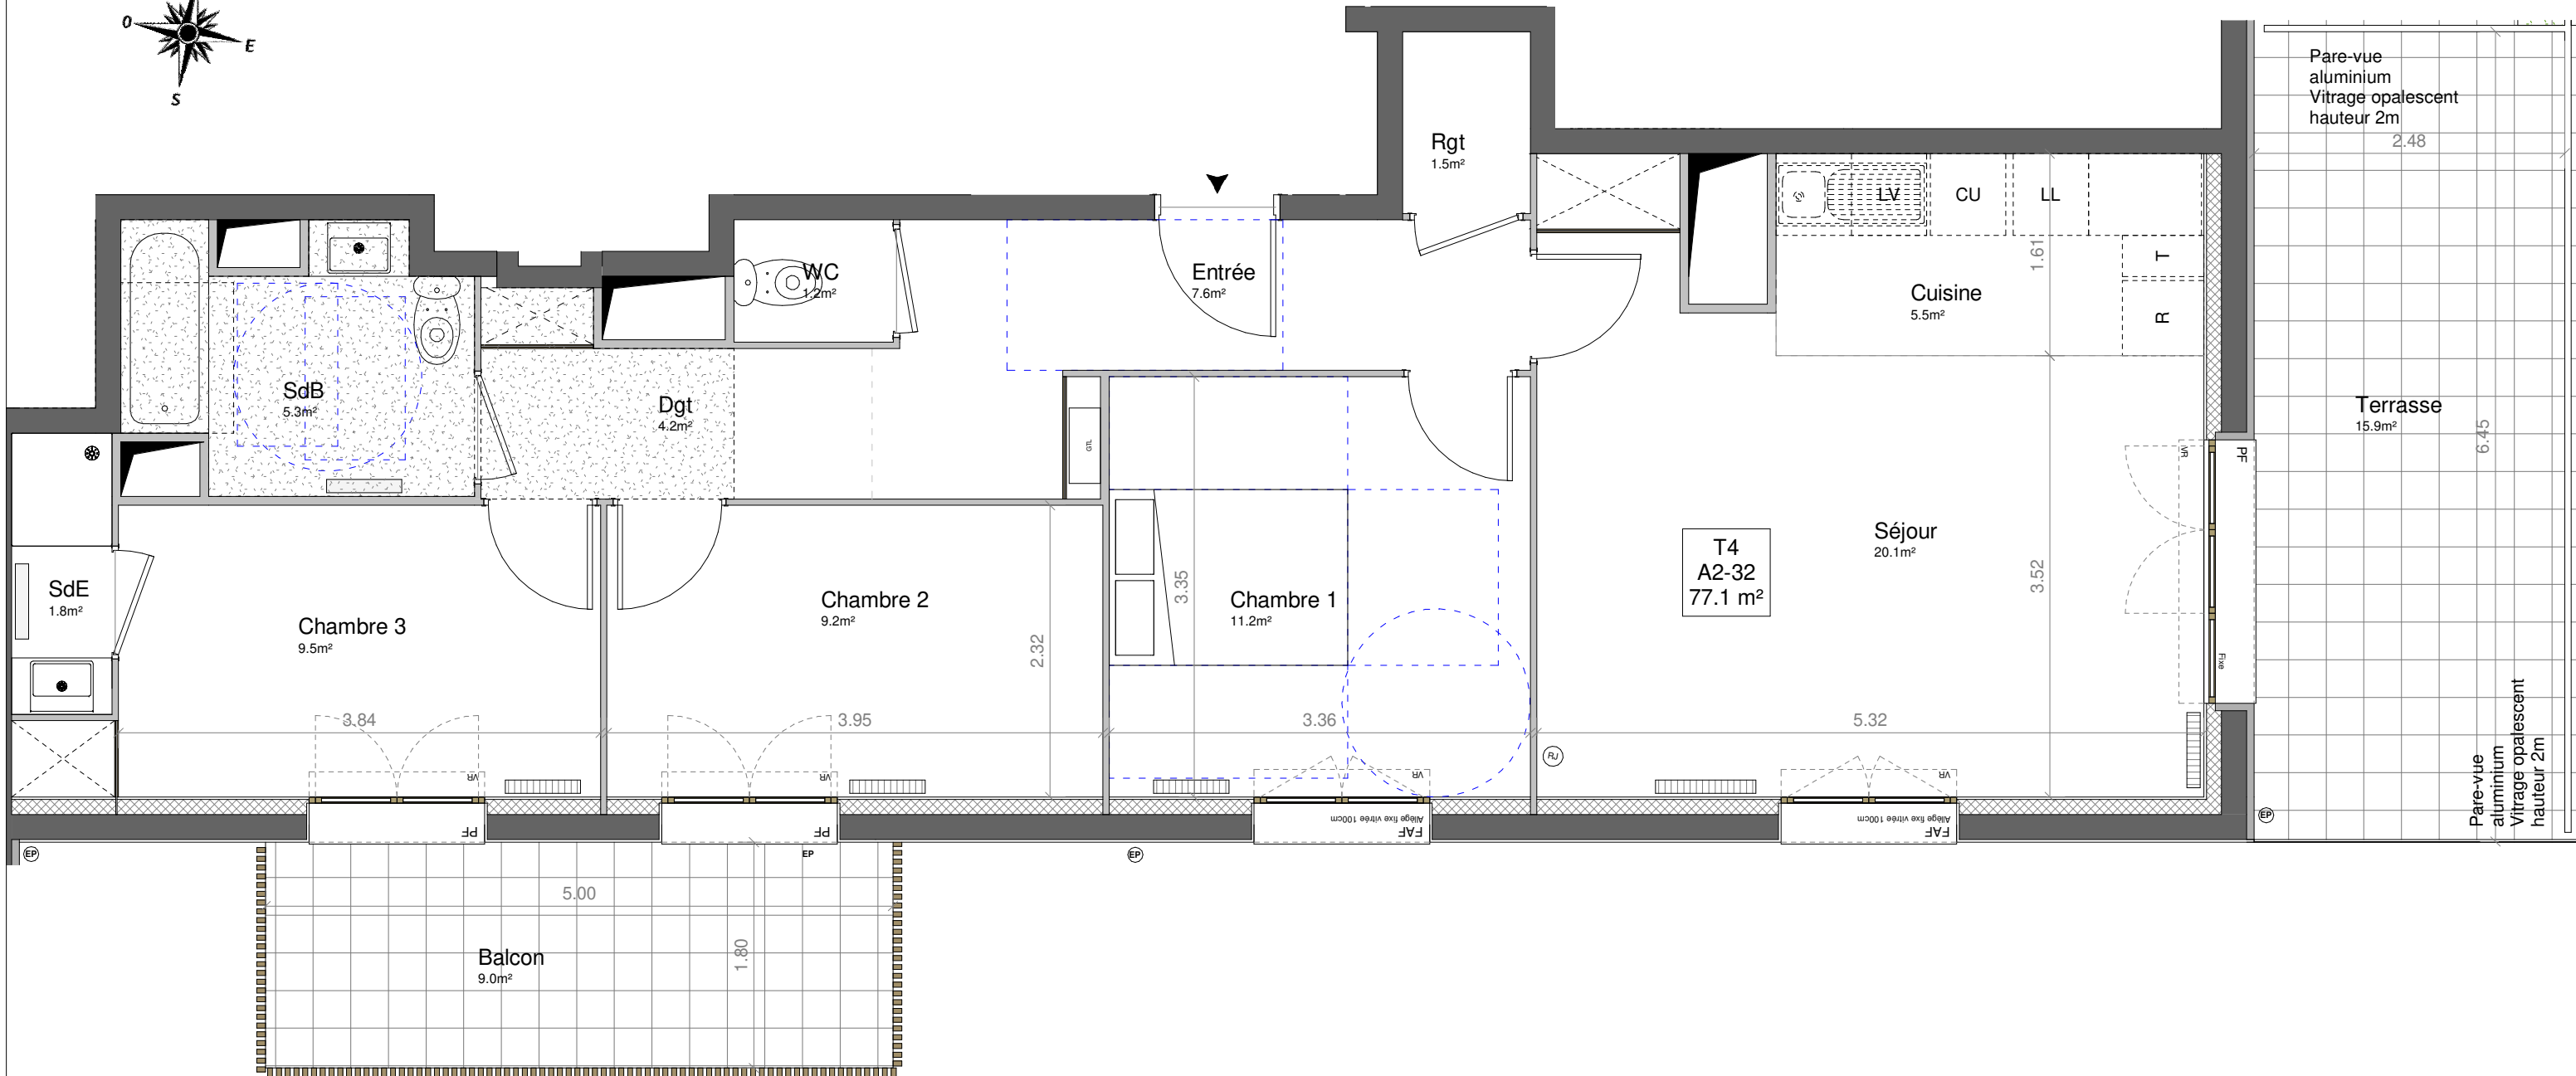 O
E
S
Pare-vue
aluminium
Vitrage opalescent
hauteur 2m
2.48
Rgt
1.5m²
LV
CU
LL
1.61
T
R
WC
1.2m²
Entrée
7.6m²
Cuisine
5.5m²
SdB
5.3m²
Dgt
4.2m²
GTL
Terrasse
15.9m²
6.45
VR
PF
Séjour
20.1m²
T4
A2-32
77.1 m²
3.52
SdE
1.8m²
Chambre 3
9.5m²
Chambre 2
9.2m²
2.32
3.35
Chambre 1
11.2m²
Fixe
3.84
3.95
3.36
5.32
RJ
VR
VR
VR
VR
Pare-vue
aluminium
Vitrage opalescent
hauteur 2m
PF
PF
Allège fixe vitrée 100cm
FAF
Allège fixe vitrée 100cm
FAF
EP
EP
EP
EP
5.00
1.80
Balcon
9.0m²